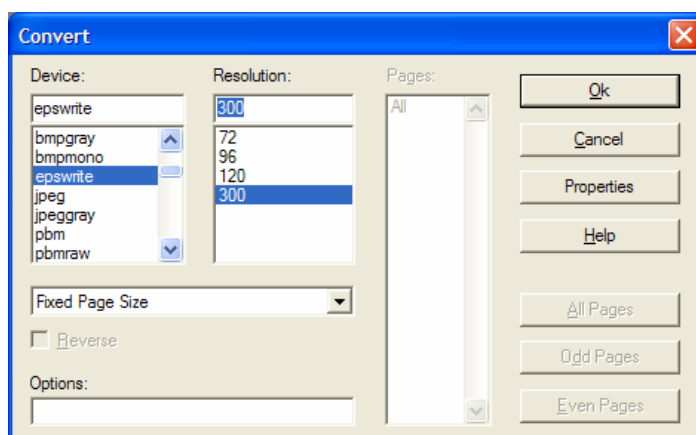 Convert
Device:
epswrite
bmpgray
bmpmono
epswrite
jpeg
jpeggray
pbm
pbmraw
Resolution:
300
72
96
120
300
Pages:
All
Fixed Page Size
Reverse
Options:
Ok
Cancel
Properties
Help
All Pages
Odd Pages
Even Pages